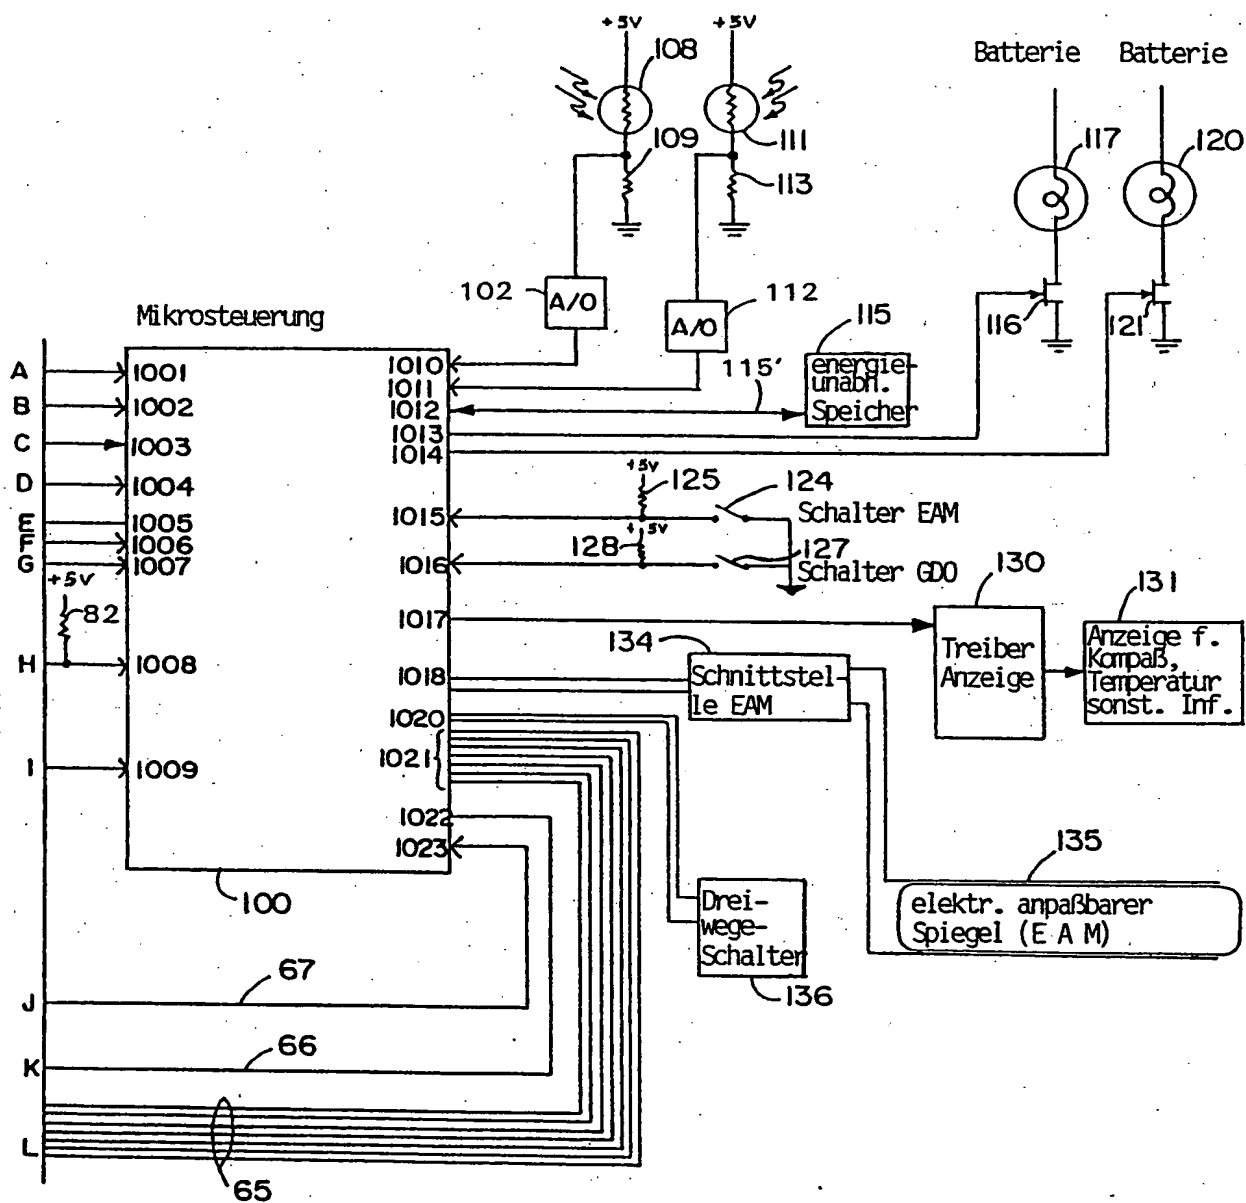 +5V
+5V
108
Batterie
Batterie
109
111
113
117
120
102
A/O
A/O
112
116
121
Mikrosteuerung
115
energie-
unabh.
Speicher
115'
A
1001
1010
1011
B
1002
1012
C
1003
1013
1014
D
1004
+5V
125
124
E
1005
1015
Schalter EAM
F
1006
+5V
G
1007
128
1016
127
Schalter GDO
+5V
82
1017
130
Treiber
Anzeige
131
Anzeige f.
Kompaß,
Temperatur
sonst. Inf.
134
H
1008
1018
Schnittstel-
le EAM
1020
I
1009
1021
1022
1023
100
135
elektr. anpaßbarer
Spiegel (E A M)
Drei-
wege-
Schalter
136
J
67
K
66
L
65